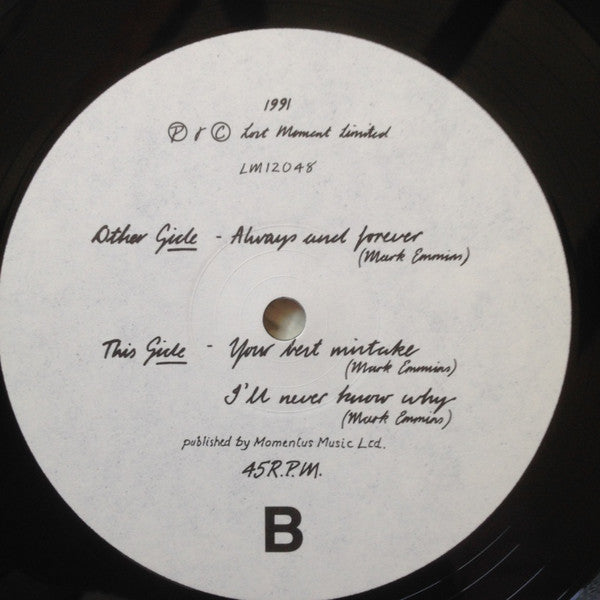 1991
Ⓟ & Ⓒ Lost Moment Limited
LM12048
Other Side - Always and forever
(Mark Emmins)
This Side - Your best mistake
(Mark Emmins)
I'll never know why
(Mark Emmins)
published by Momentus Music Ltd.
45R.P.M.
B